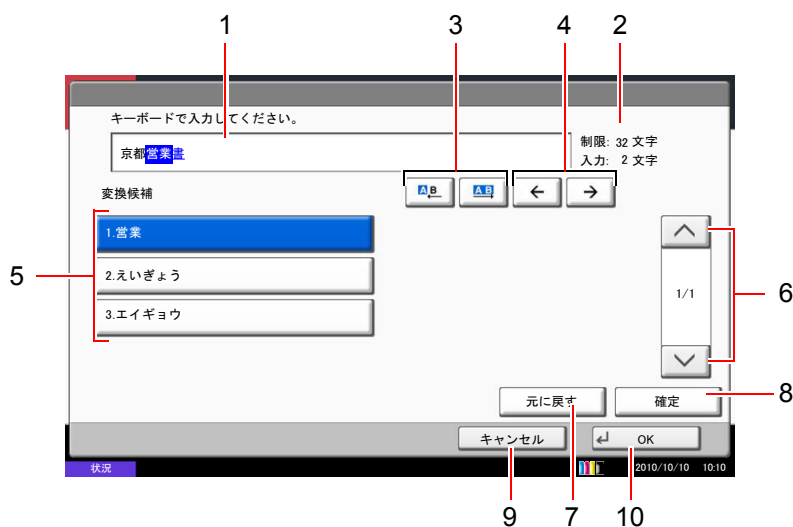 1 3 4 2
キーボードで入力してください。
京都営業書
制限: 32 文字
入力: 2 文字
変換候補
A B A B ← →
1.営業
5
2.えいぎょう
1/1
6
3.エイギョウ
元に戻す 確定
8
キャンセル OK
状況 2010/10/10 10:10
9 7 10